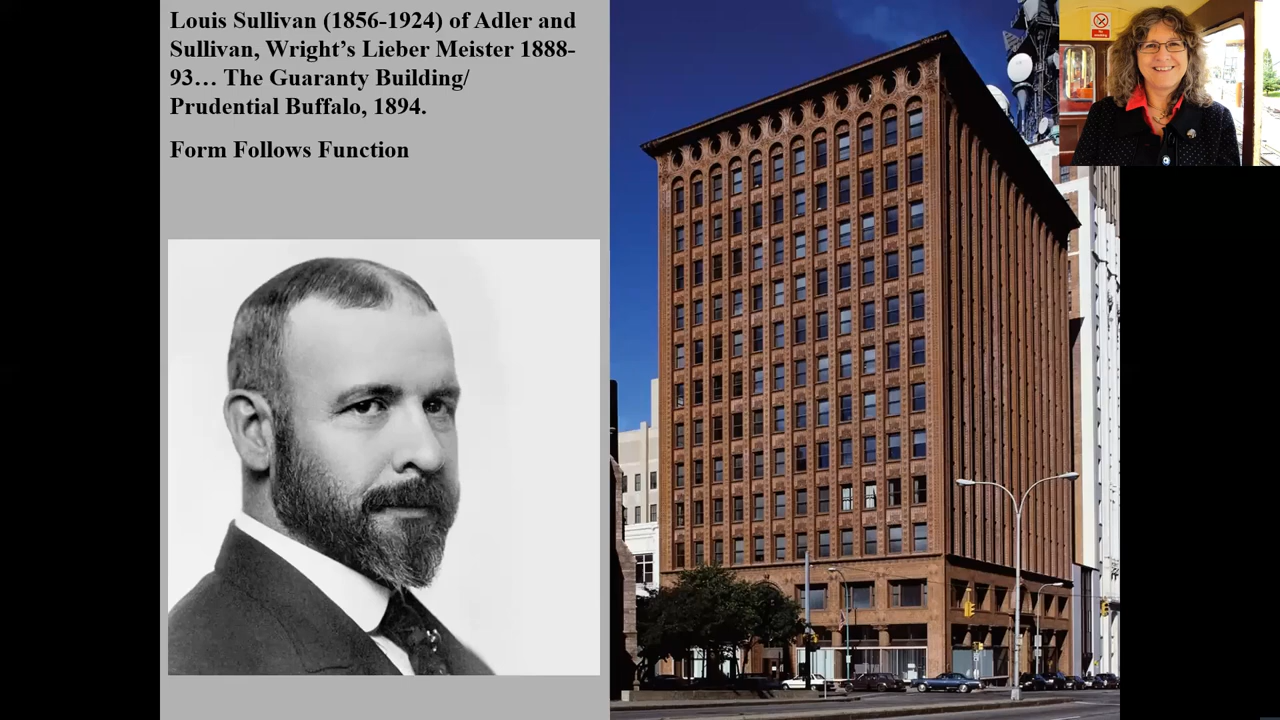 Louis Sullivan (1856-1924) of Adler and
Sullivan, Wright’s Lieber Meister 1888-
93… The Guaranty Building/
Prudential Buffalo, 1894.
Form Follows Function